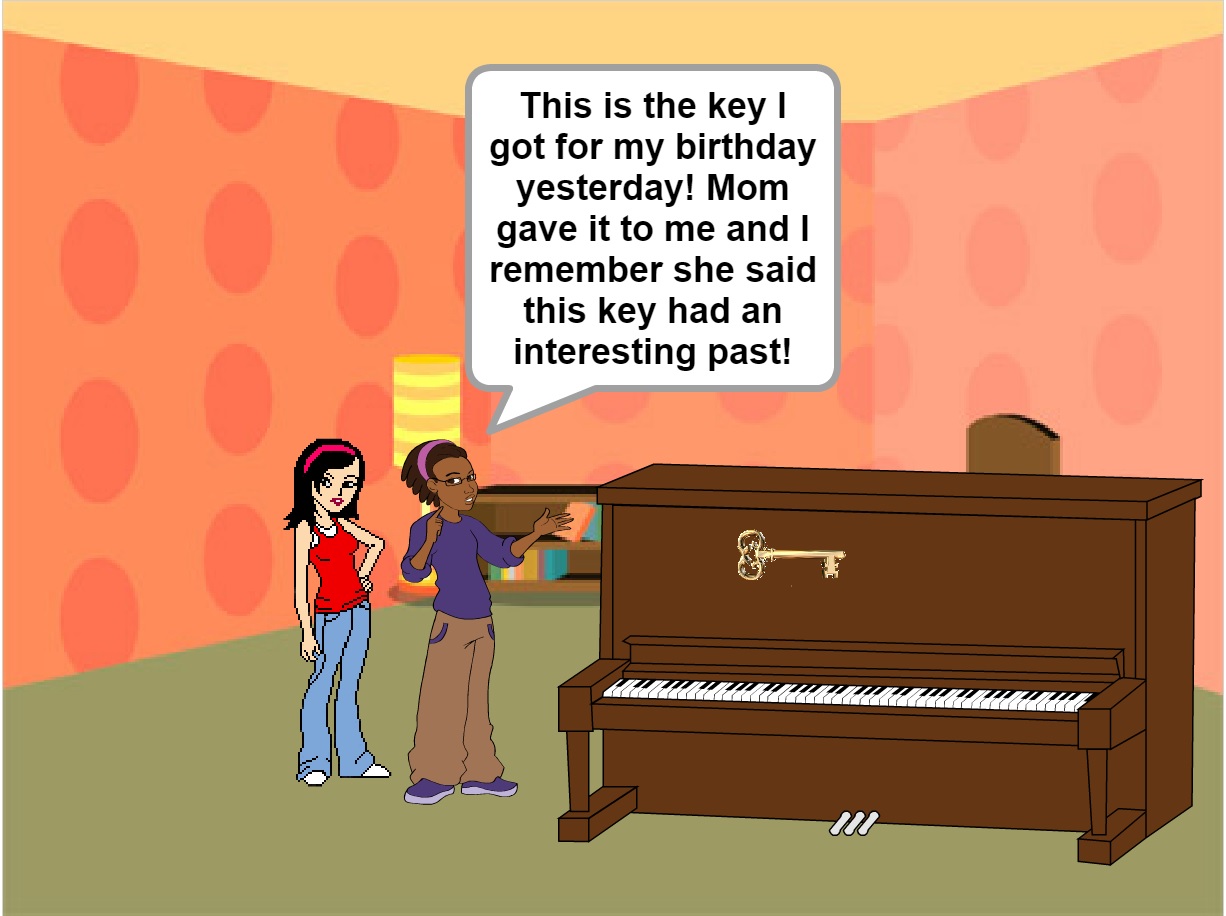 This is the key I
got for my birthday
yesterday! Mom
gave it to me and I
remember she said
this key had an
interesting past!